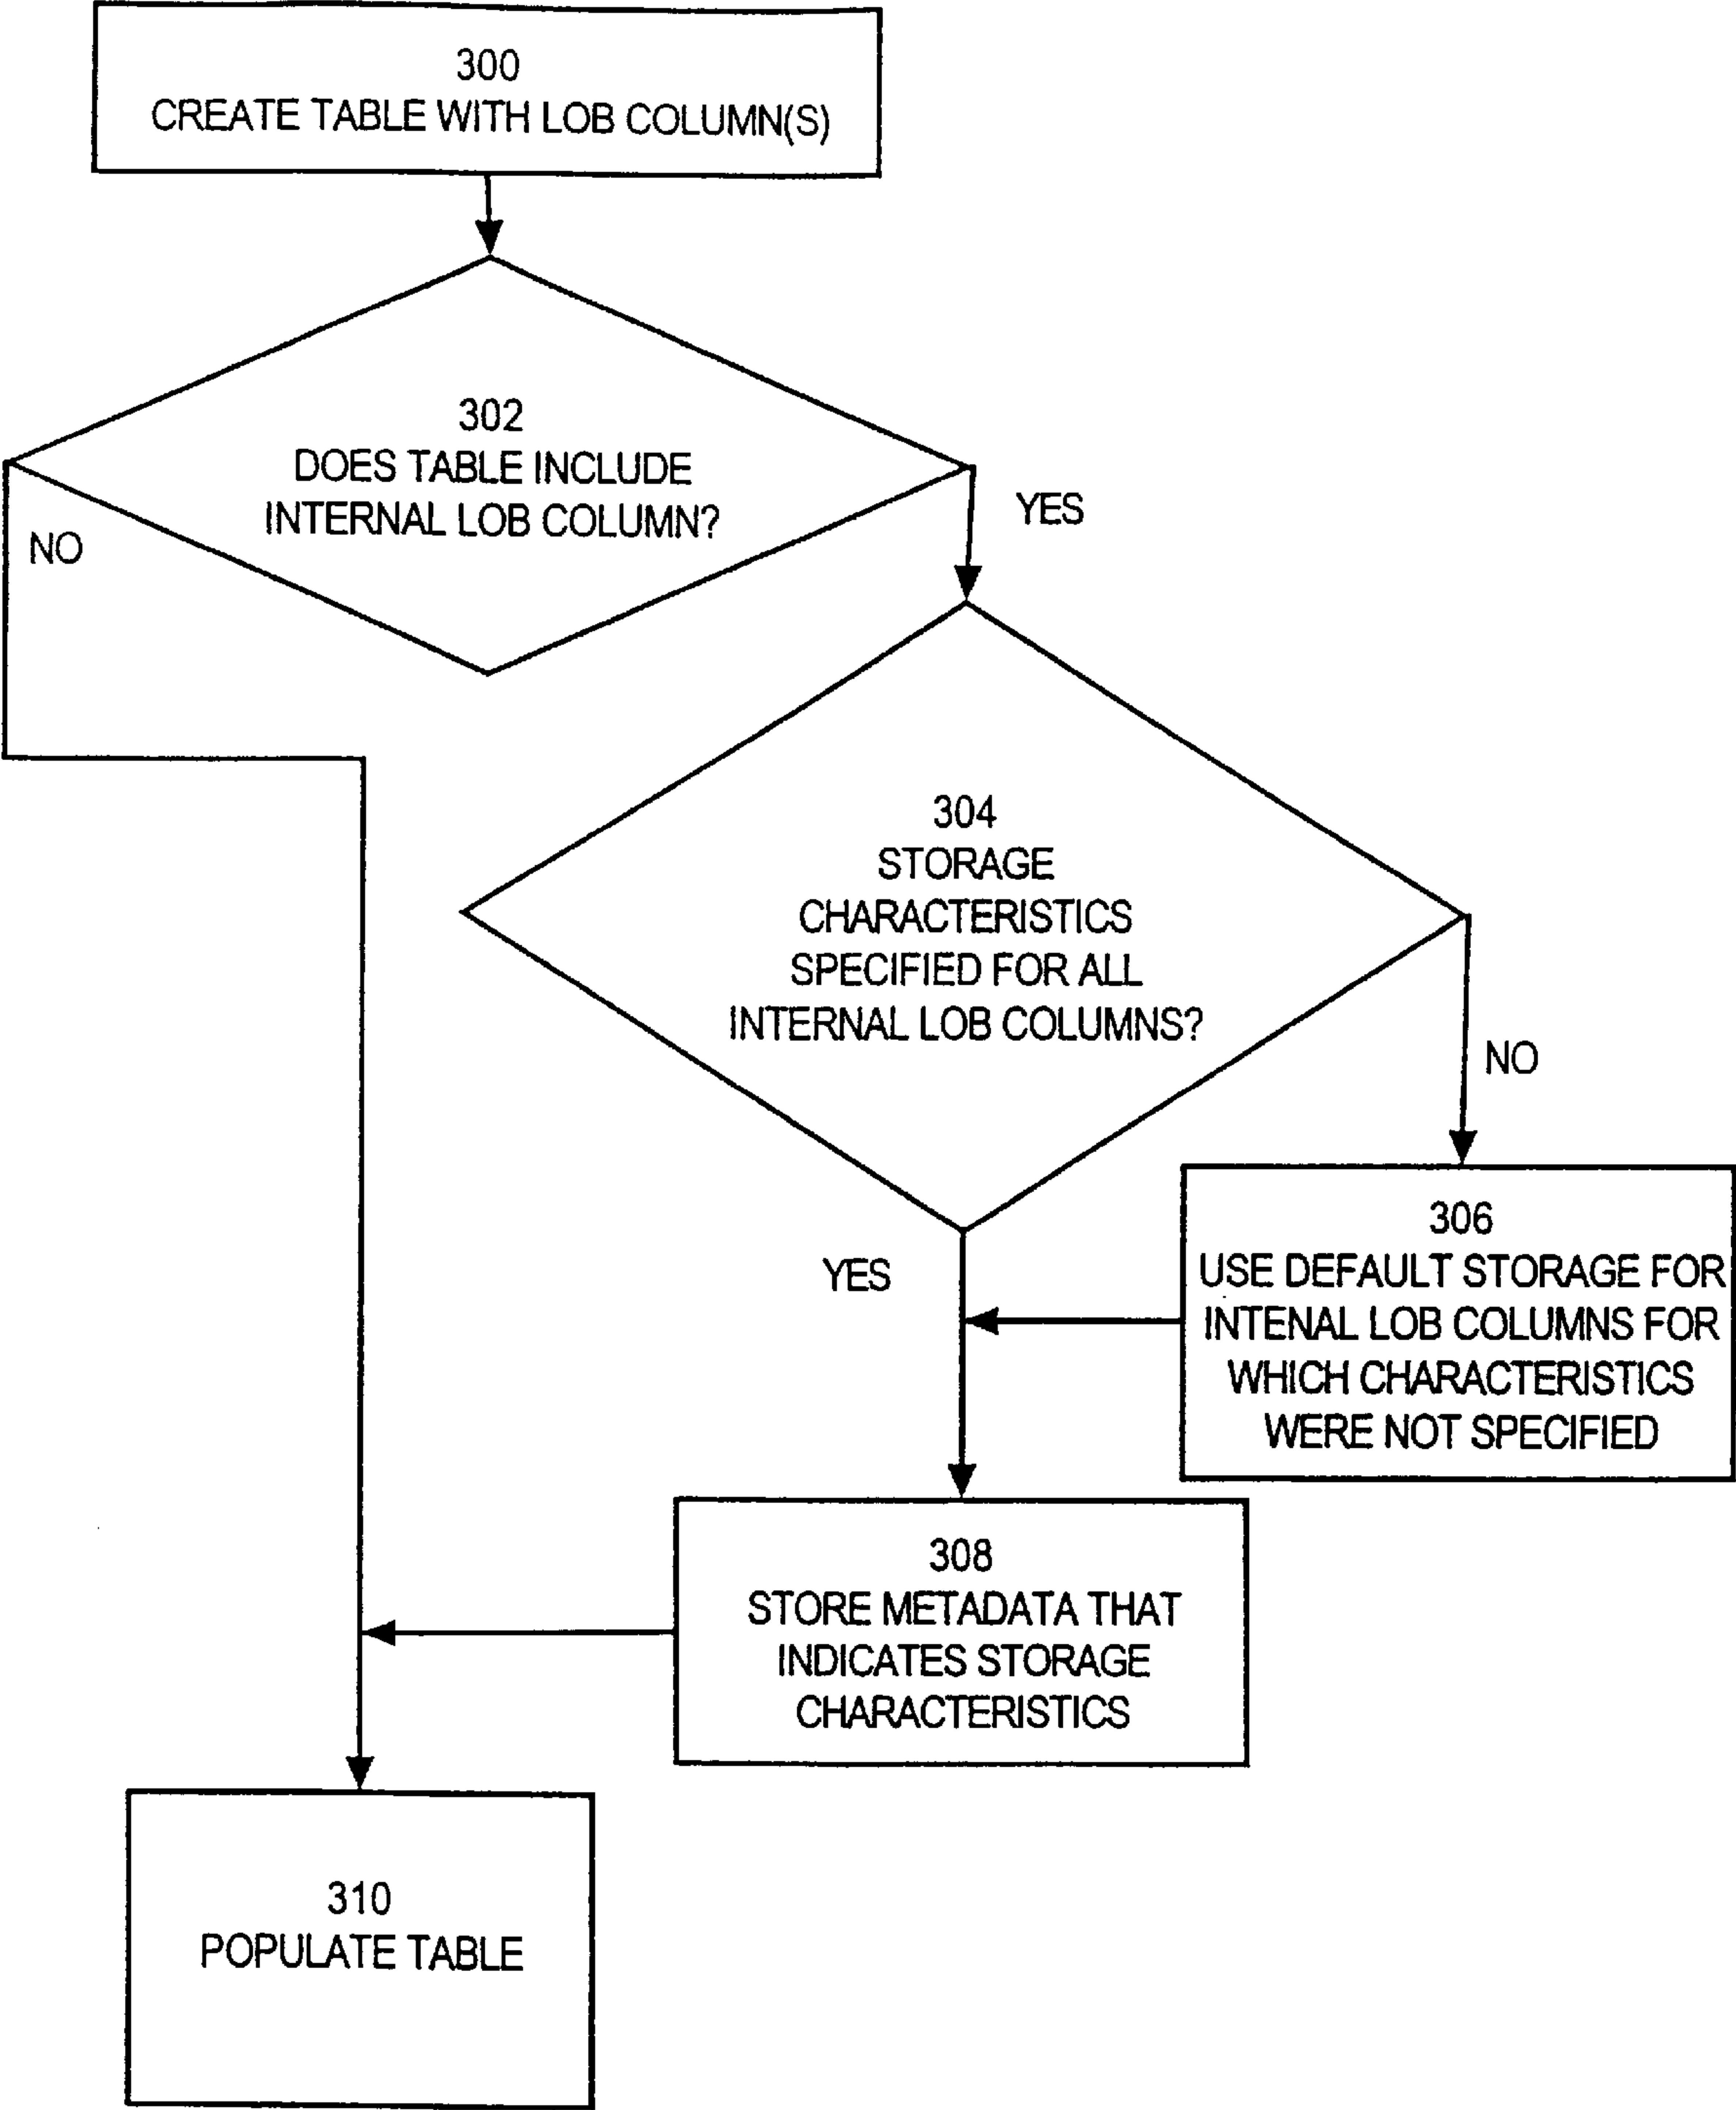 300
CREATE TABLE WITH LOB COLUMN(S)
302
DOES TABLE INCLUDE
INTERNAL LOB COLUMN?
NO
YES
304
STORAGE
CHARACTERISTICS
SPECIFIED FOR ALL
INTERNAL LOB COLUMNS?
NO
YES
306
USE DEFAULT STORAGE FOR
INTENAL LOB COLUMNS FOR
WHICH CHARACTERISTICS
WERE NOT SPECIFIED
308
STORE METADATA THAT
INDICATES STORAGE
CHARACTERISTICS
310
POPULATE TABLE